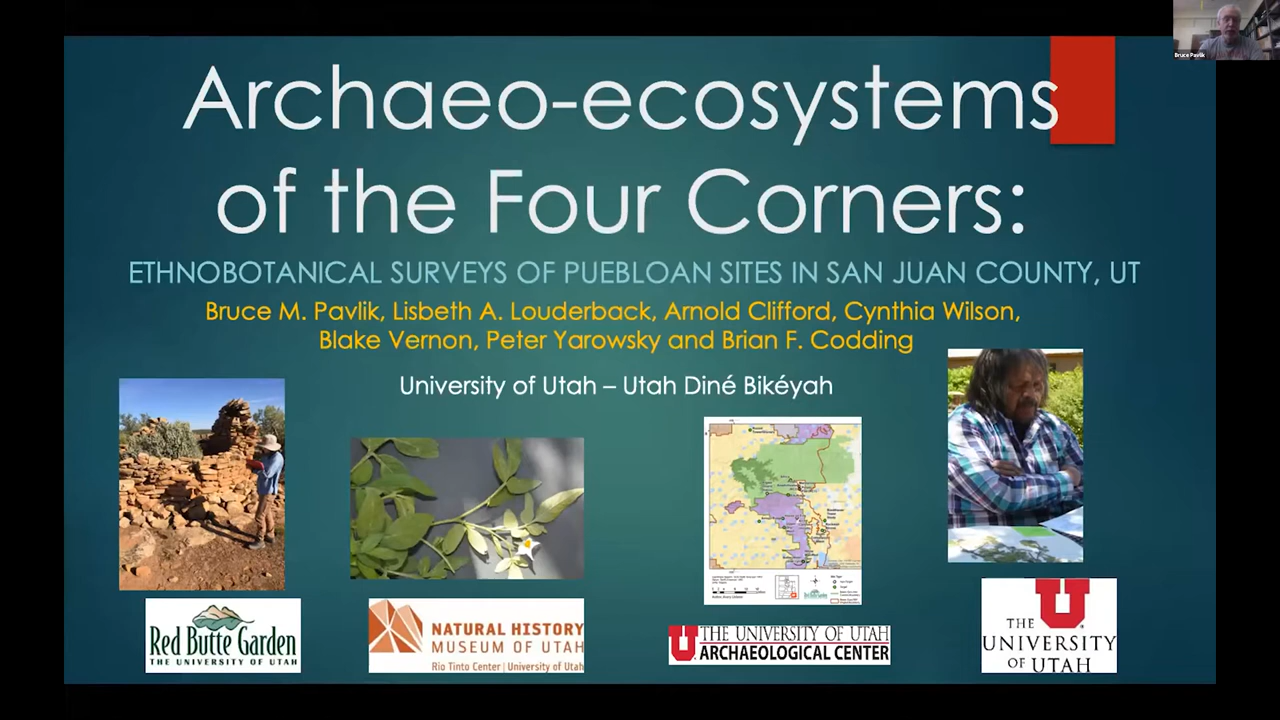 Bruce Pavlik
Archaeo-ecosystems
of the Four Corners:
ETHNOBOTANICAL SURVEYS OF PUEBLOAN SITES IN SAN JUAN COUNTY, UT
Bruce M. Pavlik, Lisbeth A. Louderback, Arnold Clifford, Cynthia Wilson,
Blake Vernon, Peter Yarowsky and Brian F. Codding
University of Utah – Utah Diné Bikéyah
Red Butte Garden
THE UNIVERSITY OF UTAH
NATURAL HISTORY
MUSEUM OF UTAH
Rio Tinto Center | University of Utah
U THE UNIVERSITY OF UTAH
ARCHAEOLOGICAL CENTER
U
THE
UNIVERSITY
OF UTAH